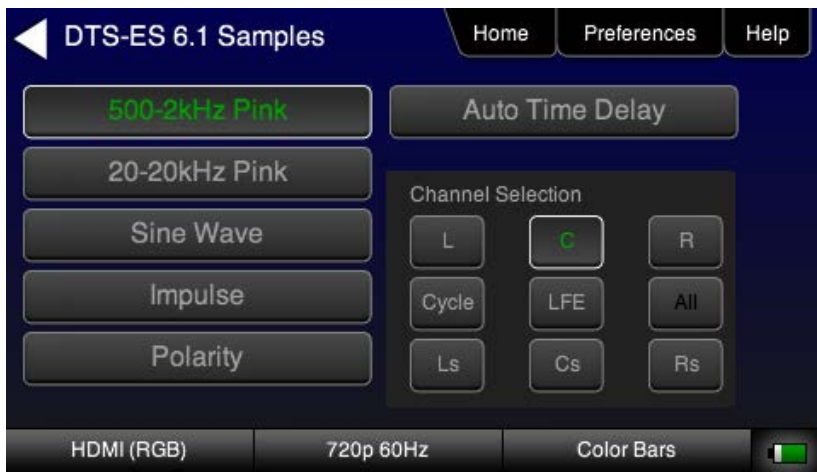 DTS-ES 6.1 Samples
Home
Preferences
Help
500-2kHz Pink
Auto Time Delay
20-20kHz Pink
Sine Wave
Impulse
Polarity
Channel Selection
L
C
R
Cycle
LFE
All
Ls
Cs
Rs
HDMI (RGB)
720p 60Hz
Color Bars